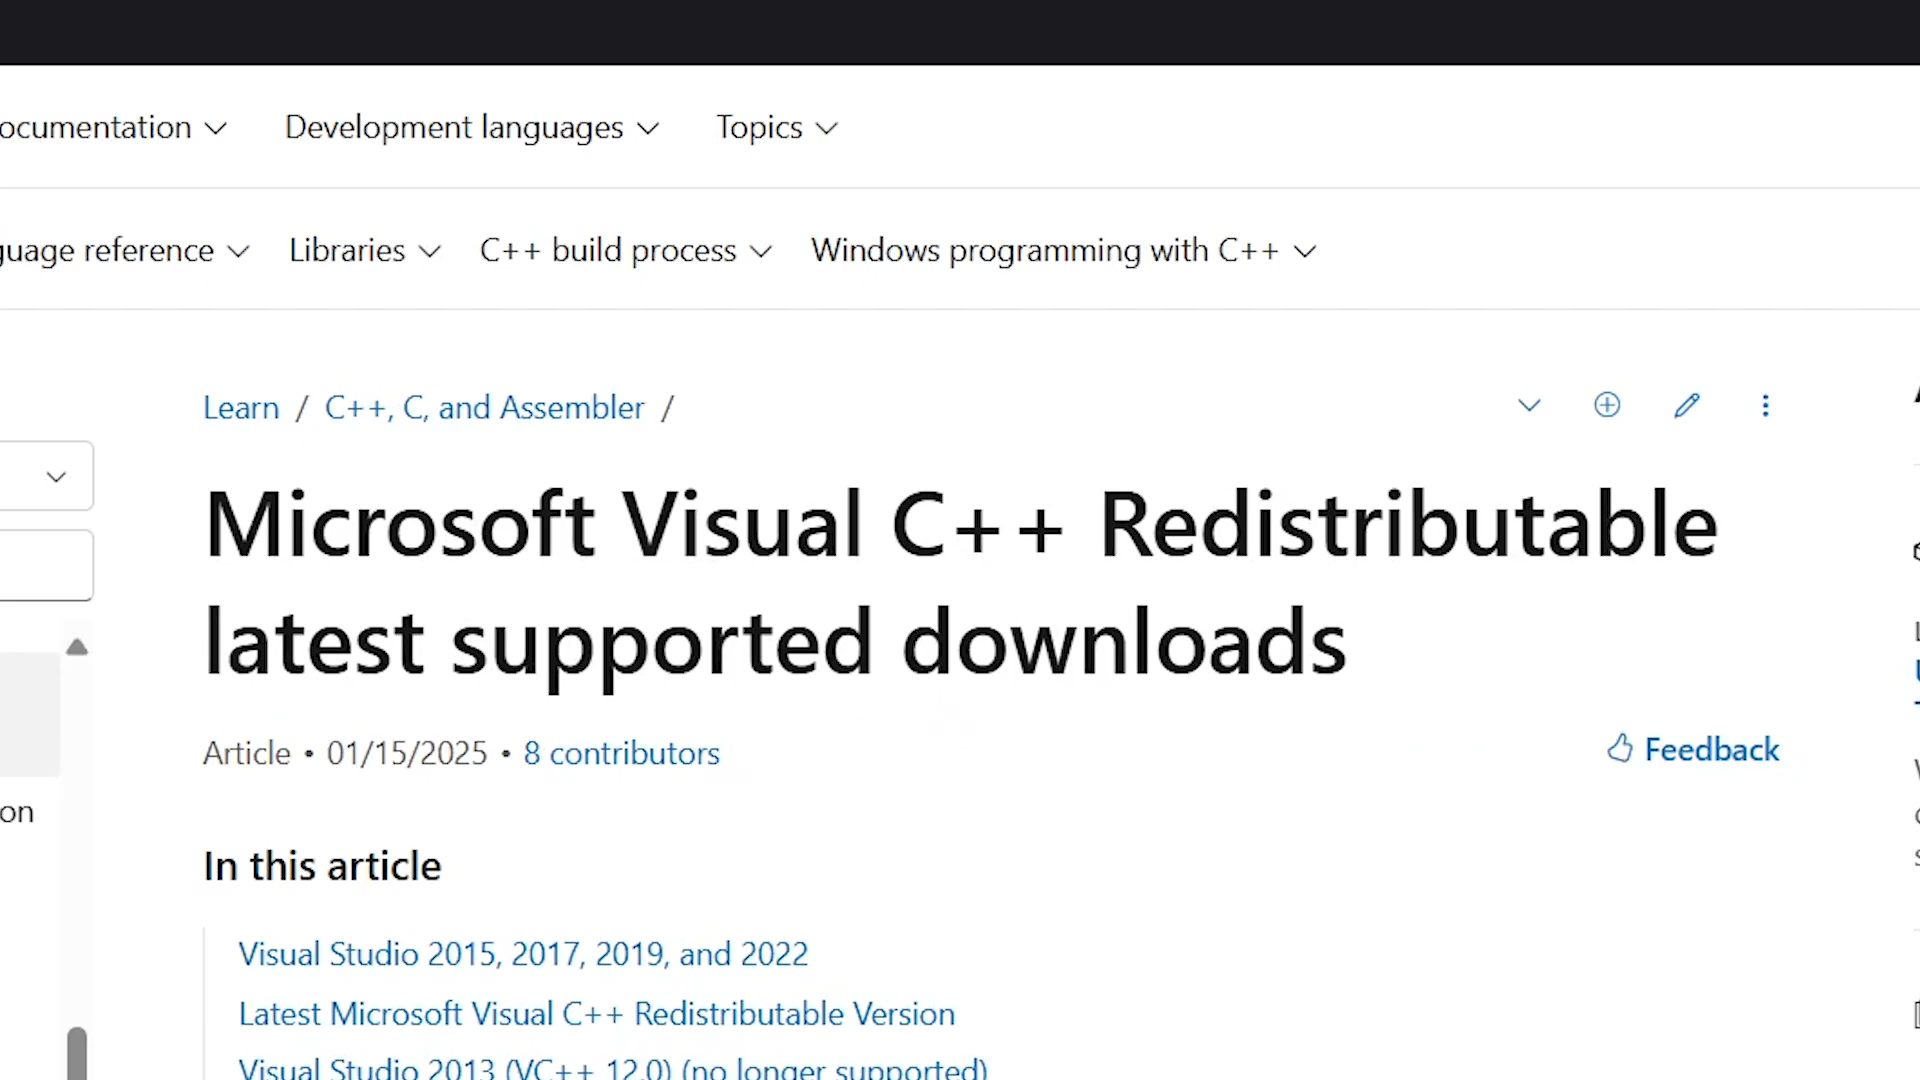 ocumentation Development languages Topics
guage reference Libraries C++ build process Windows programming with C++
Learn / C++, C, and Assembler /
Microsoft Visual C++ Redistributable
latest supported downloads
Article • 01/15/2025 • 8 contributors
Feedback
on
In this article
Visual Studio 2015, 2017, 2019, and 2022
Latest Microsoft Visual C++ Redistributable Version
Visual Studio 2013 (VC++ 12.0) (no longer supported)